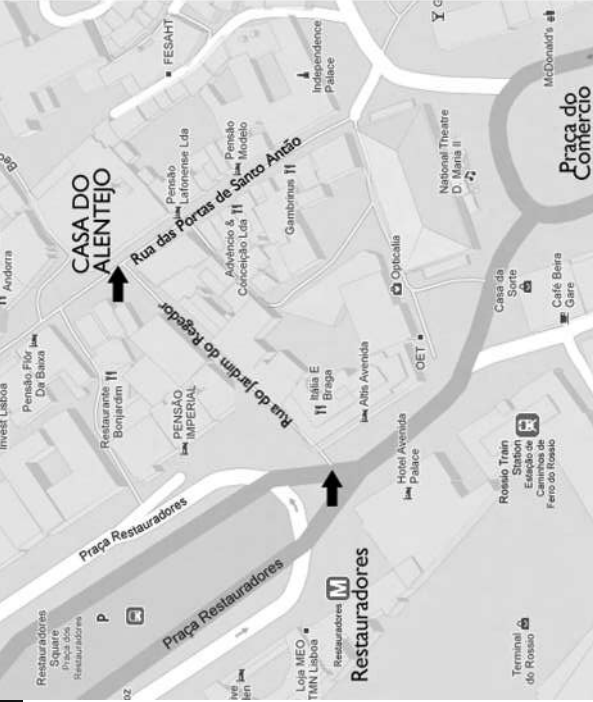 FESAHT
Independence
Palace
McDonald's
Praça do
Comercio
Pensão
Lafonense Lda
Pensão
Modelo
CASA DO
ALENTEJO
Rua das Portas de Santo Antão
National Theatre
D. Maria II
Andorra
Advêncio &
Conceição Lda
Gambrinus
Opticalia
Casa da
Sorte
Café Beira
Gare
Invest Lisboa
Pensão Flôr
Da Baixa
Restaurante
Bonjardim
PENSÃO
IMPERIAL
Rua do Jardim do Regedor
Itália E
Braga
Altis Avenida
OET
Hotel Avenida
Palace
Rossio Train
Station
Estação de
Caminhos de
Ferro do Rossio
Praça Restauradores
Praça Restauradores
Restauradores
Square
Praça dos
Restauradores
P
Loja MEO
TMN Lisboa
Restauradores
M
Restauradores
Terminal
do Rossio